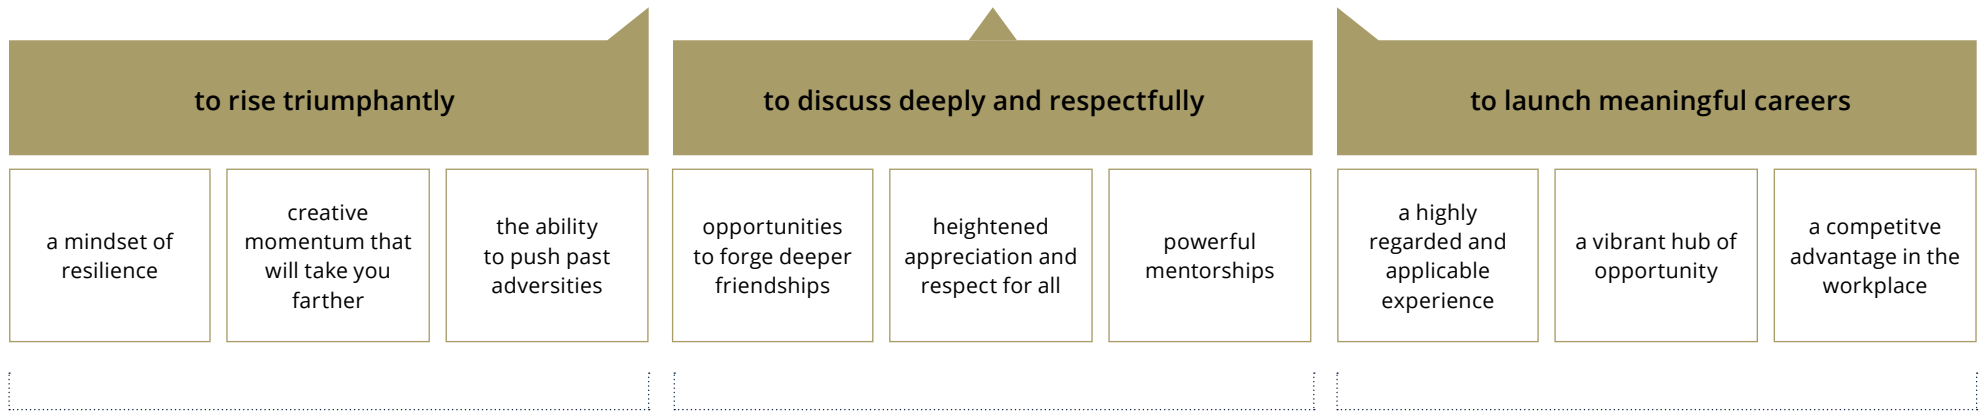 to rise triumphantly
to discuss deeply and respectfully
to launch meaningful careers
a mindset of
resilience
creative
momentum that
will take you
farther
the ability
to push past
adversities
opportunities
to forge deeper
friendships
heightened
appreciation and
respect for all
powerful
mentorships
a highly
regarded and
applicable
experience
a vibrant hub of
opportunity
a competitve
advantage in the
workplace